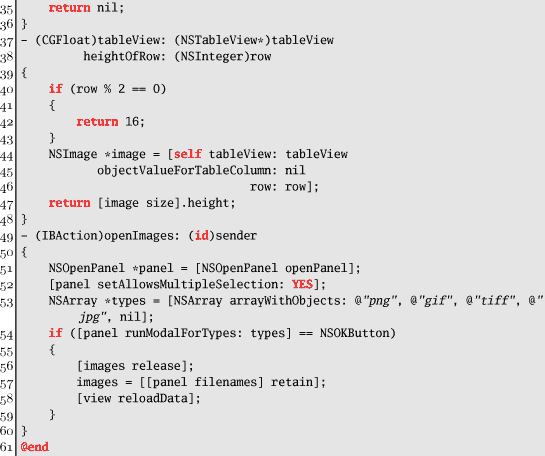 35     return nil;
36 }
37 - (CGFloat)tableView: (NSTableView*)tableView
38          heightOfRow: (NSInteger)row
39 {
40     if (row % 2 == 0)
41     {
42         return 16;
43     }
44     NSImage *image = [self tableView: tableView
45            objectValueForTableColumn: nil
46                                  row: row];
47     return [image size].height;
48 }
49 - (IBAction)openImages: (id)sender
50 {
51     NSOpenPanel *panel = [NSOpenPanel openPanel];
52     [panel setAllowsMultipleSelection: YES];
53     NSArray *types = [NSArray arrayWithObjects: @"png", @"gif", @"tiff", @"
             jpg", nil];
54     if ([panel runModalForTypes: types] == NSOKButton)
55     {
56         [images release];
57         images = [[panel filenames] retain];
58         [view reloadData];
59     }
60 }
61 @end